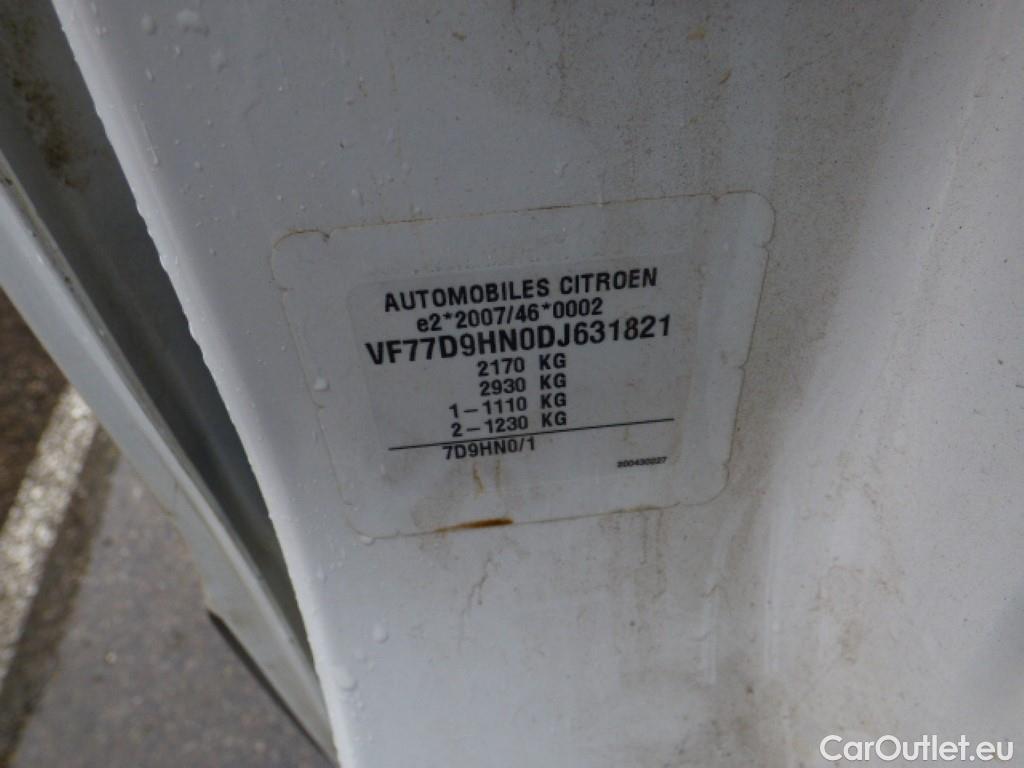 AUTOMOBILES CITROEN
e2*2007/46*0002
VF77D9HN0DJ631821
2170 KG
2930 KG
1-1110 KG
2-1230 KG
7D9HN0/1
200430027
CarOutlet.eu